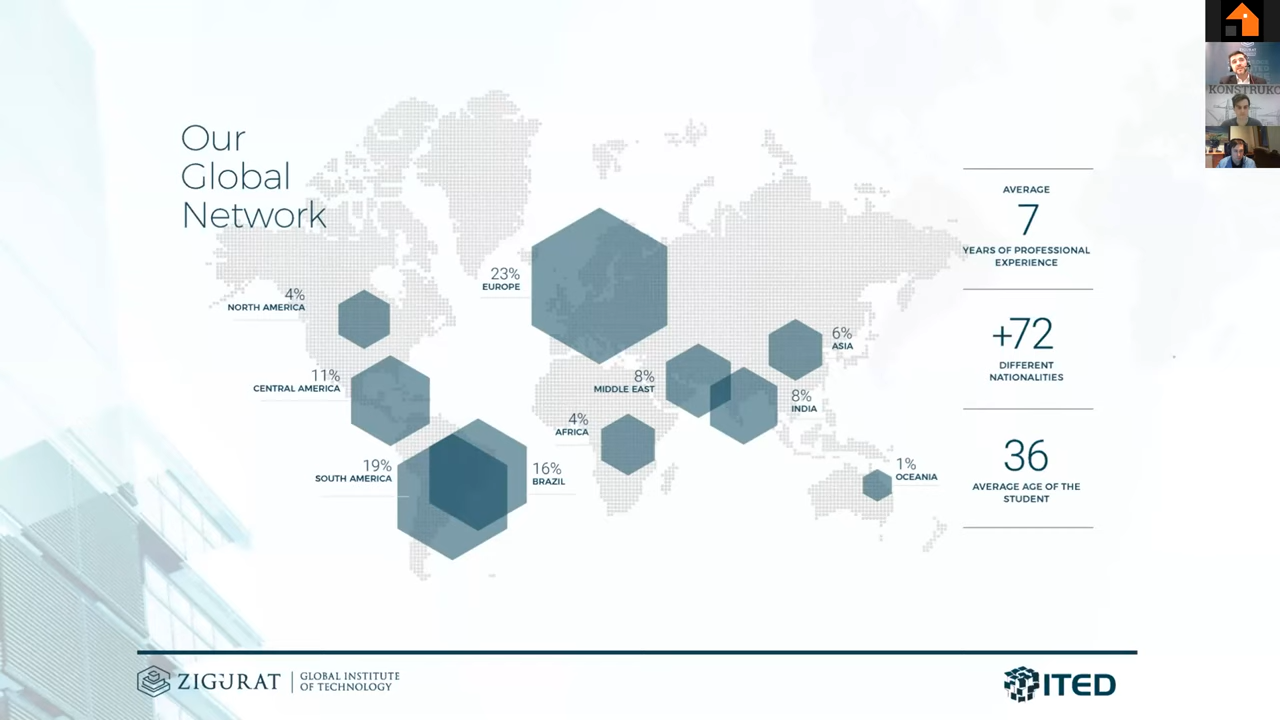 Our
Global
Network
4%
NORTH AMERICA
11%
CENTRAL AMERICA
19%
SOUTH AMERICA
16%
BRAZIL
23%
EUROPE
8%
MIDDLE EAST
4%
AFRICA
6%
ASIA
8%
INDIA
1%
OCEANIA
AVERAGE
7
YEARS OF PROFESSIONAL
EXPERIENCE
+72
DIFFERENT
NATIONALITIES
36
AVERAGE AGE OF THE
STUDENT
ZIGURAT
GLOBAL INSTITUTE
OF TECHNOLOGY
ITED
KONSTRUKC